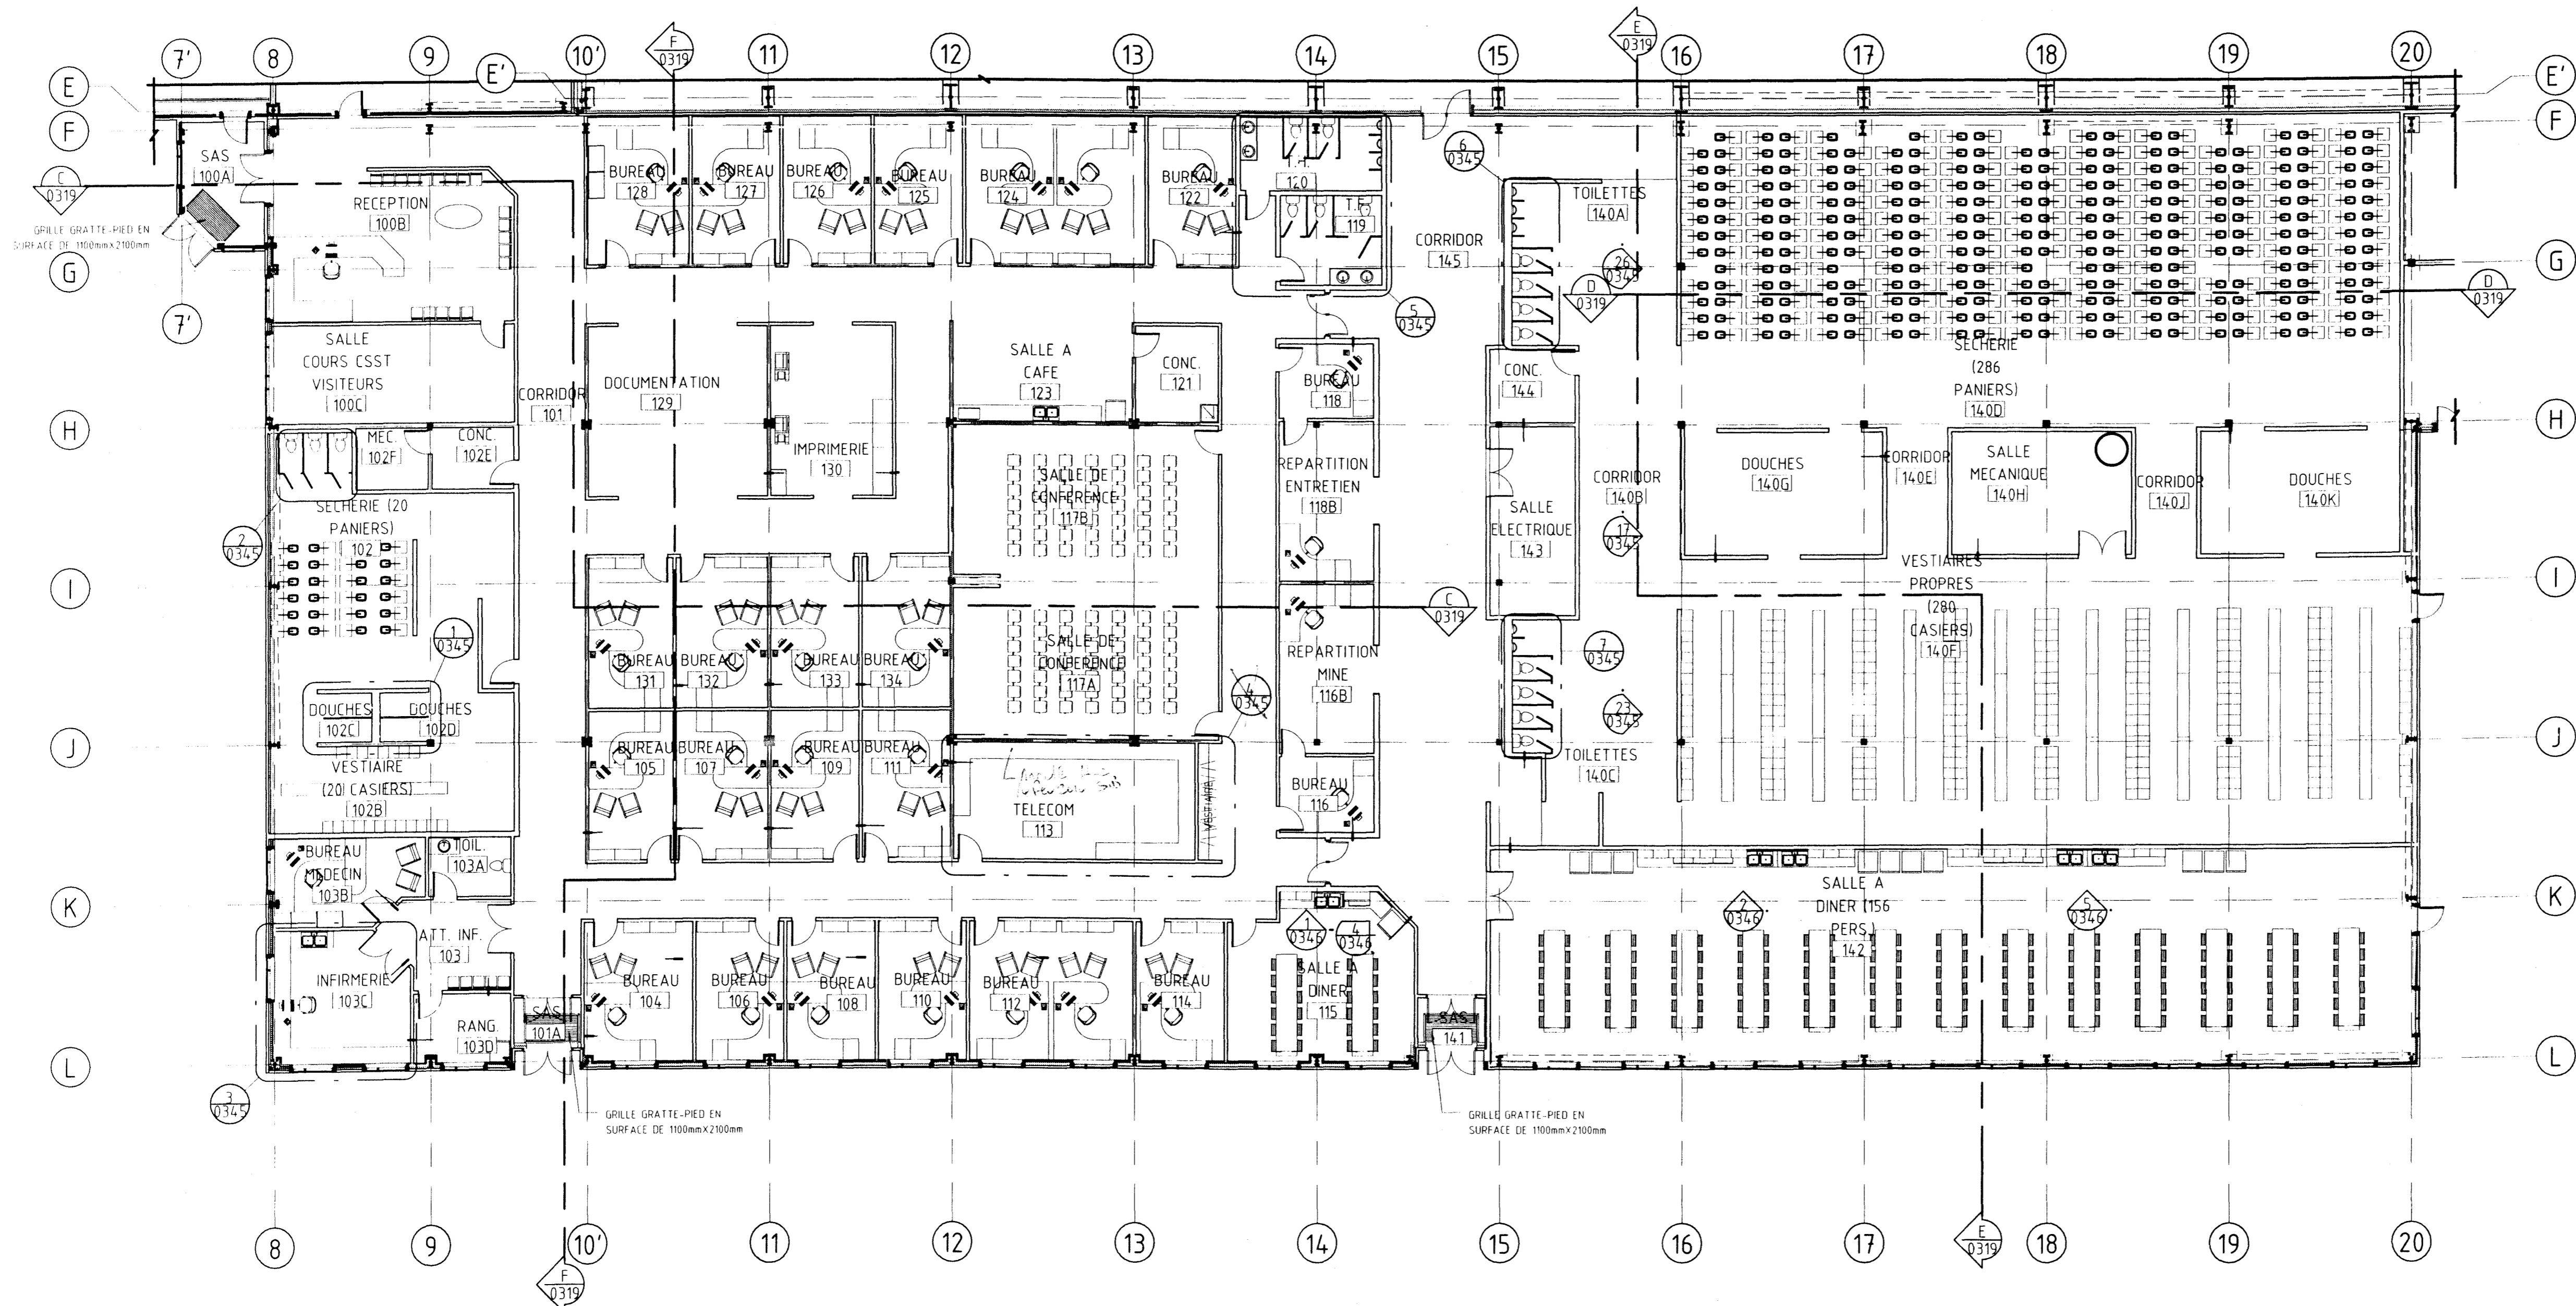 7'
8
9
10'
11
12
13
14
15
16
17
18
19
20
F
0319
E
0319
E
E'
E'
F
F
C
0319
SAS
100A
GRILLE GRATTE-PIED EN
SURFACE DE 1100mmX2100mm
G
G
7'
RECEPTION
100B
BUREAU
128
BUREAU
127
BUREAU
126
BUREAU
125
BUREAU
124
BUREAU
122
T.H.
120
T.F.
119
CORRIDOR
145
6
0345
TOILETTES
140A
26
0345
D
0319
D
0319
5
0345
SALLE
COURS CSST
VISITEURS
100C
CORRIDOR
101
DOCUMENTATION
129
IMPRIMERIE
130
SALLE A
CAFE
123
CONC.
121
BUREAU
118
CONC.
144
SECHERIE
(286
PANIERS)
140D
H
H
MEC.
102F
CONC.
102E
SALLE DE
CONFERENCE
117B
REPARTITION
ENTRETIEN
118B
SALLE
ELECTRIQUE
143
CORRIDOR
140B
17
0345
DOUCHES
140G
CORRIDOR
140E
SALLE
MECANIQUE
140H
CORRIDOR
140J
DOUCHES
140K
SECHERIE (20
PANIERS)
102
2
0345
I
I
1
0345
VESTIAIRES
PROPRES
(280
CASIERS)
140F
C
0319
BUREAU
131
BUREAU
132
BUREAU
133
BUREAU
134
SALLE DE
CONFERENCE
117A
REPARTITION
MINE
116B
4
0345
7
0345
23
0345
DOUCHES
102C
DOUCHES
102D
J
J
VESTIAIRE
(20 CASIERS)
102B
BUREAU
105
BUREAU
107
BUREAU
109
BUREAU
111
TELECOM
113
VESTIAIRE
BUREAU
116
TOILETTES
140C
BUREAU
MEDECIN
103B
TOIL.
103A
K
K
SALLE A
DINER (156
PERS.)
142
2
0346
5
0346
1
0346
4
0346
ATT. INF.
103
INFIRMERIE
103C
RANG.
103D
SAS
101A
BUREAU
104
BUREAU
106
BUREAU
108
BUREAU
110
BUREAU
112
BUREAU
114
SALLE A
DINER
115
SAS
141
L
L
3
0345
GRILLE GRATTE-PIED EN
SURFACE DE 1100mmX2100mm
GRILLE GRATTE-PIED EN
SURFACE DE 1100mmX2100mm
8
9
10'
11
12
13
14
15
16
17
18
19
20
F
0319
E
0319